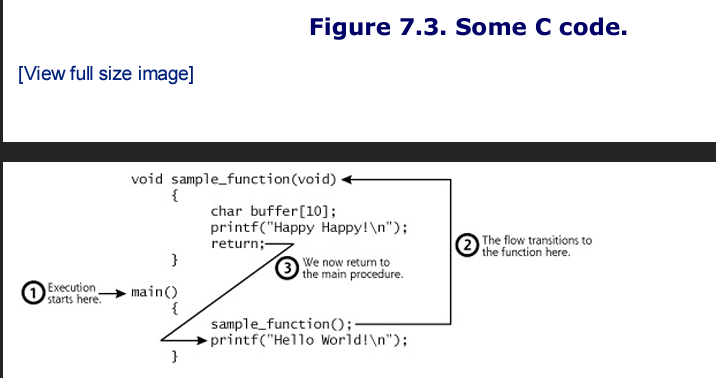 Figure 7.3. Some C code.
[View full size image]
void sample_function(void)
{
char buffer[10];
printf("Happy Happy!\n");
return;
}
2 The flow transitions to
the function here.
3 We now return to
the main procedure.
1 Execution
starts here.
main()
{
sample_function();
printf("Hello World!\n");
}